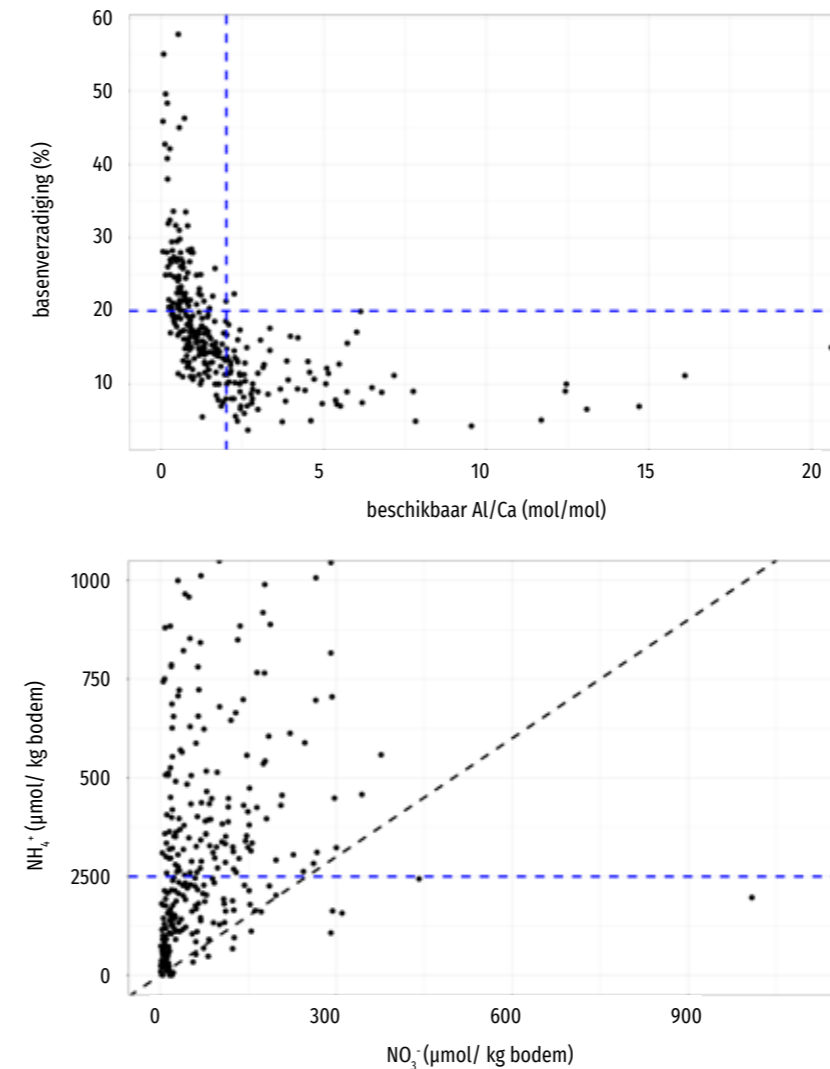 60
50
40
30
20
10
basenverzadiging (%)
0 5 10 15 20
beschikbaar Al/Ca (mol/mol)
1000
750
500
2500
0
NH₄⁺ (µmol/ kg bodem)
0 300 600 900
NO₃⁻ (µmol/ kg bodem)